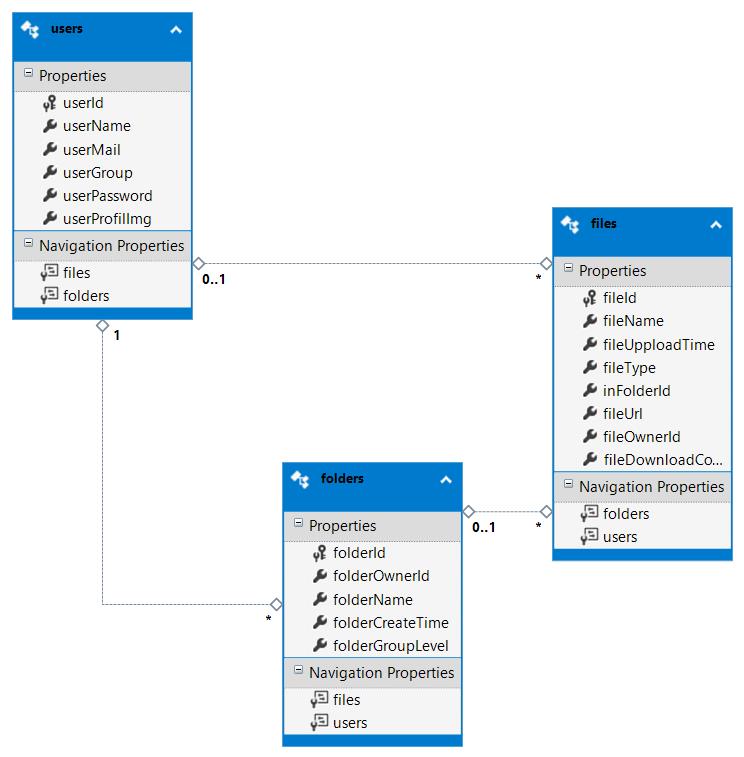 users
Properties
userId
userName
userMail
userGroup
userPassword
userProfilImg
Navigation Properties
files
folders
0..1
*
1
files
Properties
fileId
fileName
fileUpploadTime
fileType
inFolderId
fileUrl
fileOwnerId
fileDownloadCo...
Navigation Properties
folders
users
folders
Properties
folderId
folderOwnerId
folderName
folderCreateTime
folderGroupLevel
Navigation Properties
files
users
0..1
*
*